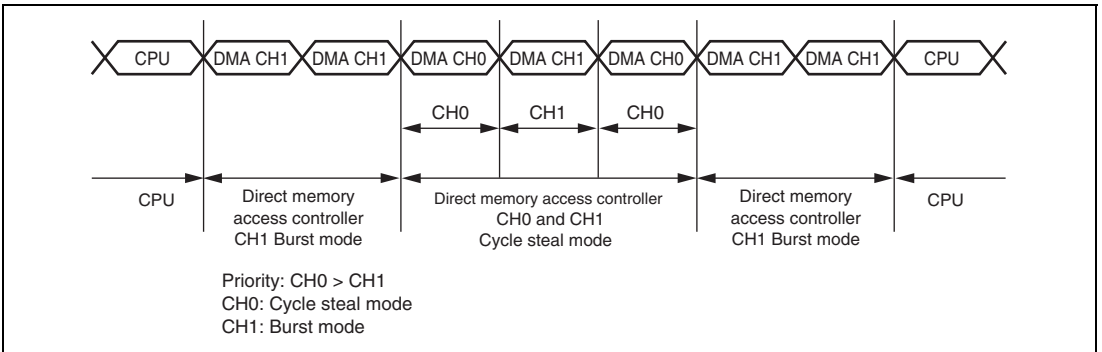 CPU DMA CH1 DMA CH1 DMA CH0 DMA CH1 DMA CH0 DMA CH1 DMA CH1 CPU
CH0 CH1 CH0
CPU
Direct memory
access controller
CH1 Burst mode
Direct memory access controller
CH0 and CH1
Cycle steal mode
Direct memory
access controller
CH1 Burst mode
CPU
Priority: CH0 > CH1
CH0: Cycle steal mode
CH1: Burst mode